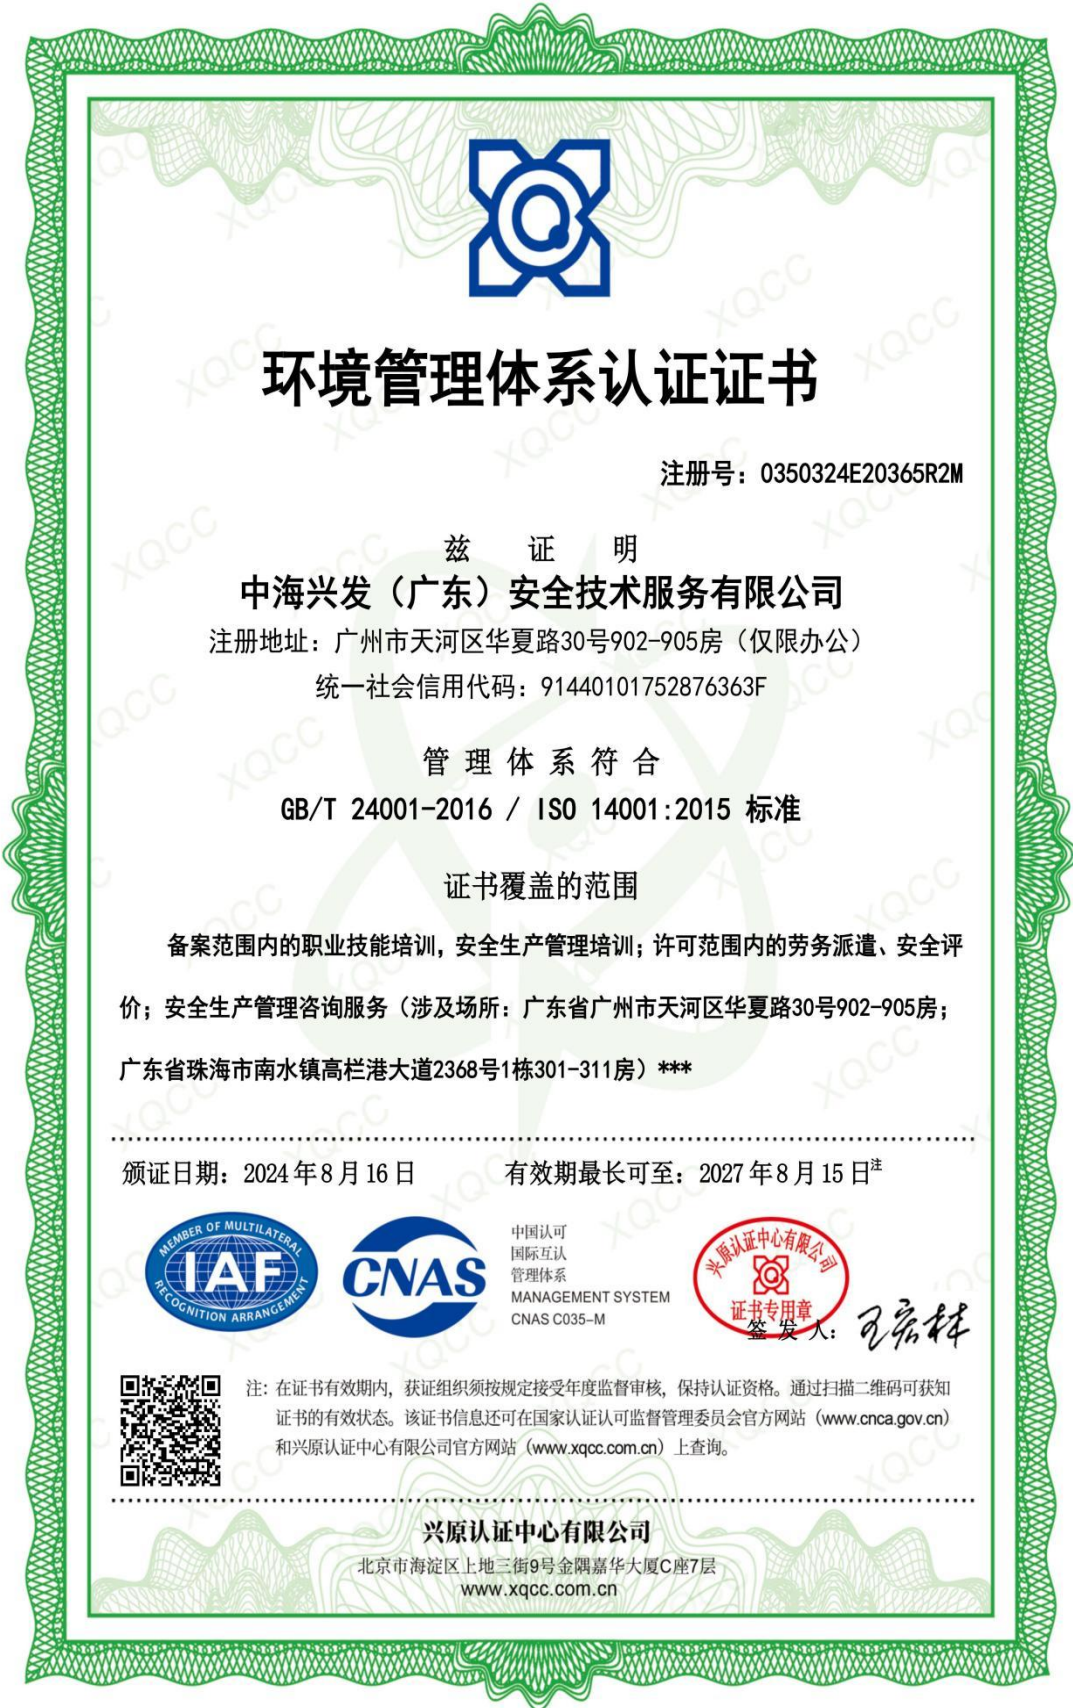 环境管理体系认证证书
注册号：0350324E20365R2M
兹 证 明
中海兴发（广东）安全技术服务有限公司
注册地址：广州市天河区华夏路30号902-905房（仅限办公）
统一社会信用代码：91440101752876363F
管 理 体 系 符 合
GB/T 24001-2016 / ISO 14001:2015 标准
证书覆盖的范围
备案范围内的职业技能培训，安全生产管理培训；许可范围内的劳务派遣、安全评
价；安全生产管理咨询服务（涉及场所：广东省广州市天河区华夏路30号902-905房；
广东省珠海市南水镇高栏港大道2368号1栋301-311房）***
颁证日期：2024年8月16日 有效期最长可至：2027年8月15日注
MEMBER OF MULTILATERAL
IAF
RECOGNITION ARRANGEMENT
CNAS
中国认可
国际互认
管理体系
MANAGEMENT SYSTEM
CNAS C035-M
兴原认证中心有限公司
证书专用章
签 发 人：王宏林
注：在证书有效期内，获证组织须按规定接受年度监督审核，保持认证资格。通过扫描二维码可获知
证书的有效状态。该证书信息还可在国家认证认可监督管理委员会官方网站（www.cnca.gov.cn）
和兴原认证中心有限公司官方网站（www.xqcc.com.cn）上查询。
兴原认证中心有限公司
北京市海淀区上地三街9号金隅嘉华大厦C座7层
www.xqcc.com.cn